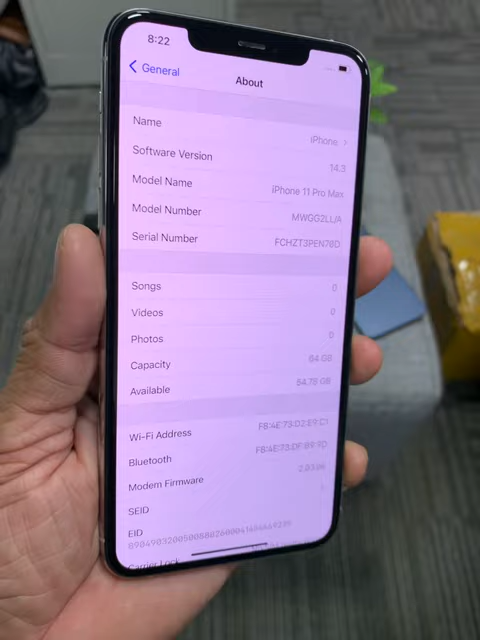 8:22
General
About
Name iPhone
Software Version 14.3
Model Name iPhone 11 Pro Max
Model Number MWGG2LL/A
Serial Number FCHZT3PEN70D
Songs 0
Videos 0
Photos 0
Capacity 64 GB
Available 54.78 GB
Wi-Fi Address F8:4E:73:D2:E9:C1
Bluetooth F8:4E:73:DF:B9:9D
Modem Firmware 2.03.06
SEID
EID
Carrier Lock